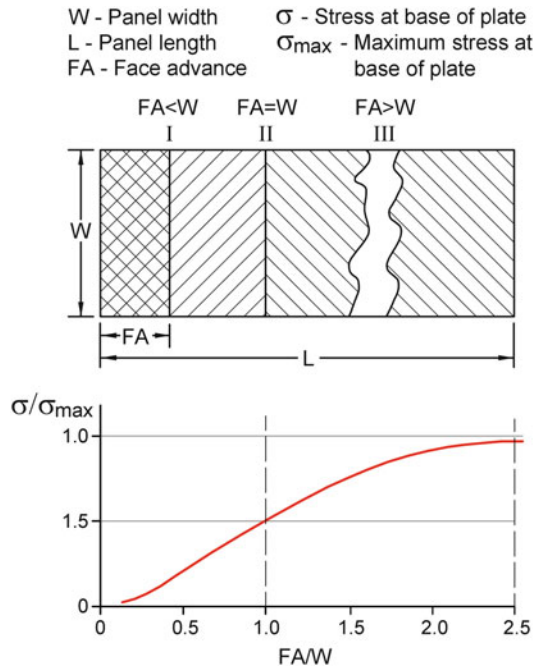 W - Panel width
L - Panel length
FA - Face advance
σ - Stress at base of plate
σmax - Maximum stress at
base of plate
FA<W FA=W FA>W
I II III
W
FA
L
σ/σmax
1.0
1.5
0
0 0.5 1.0 1.5 2.0 2.5
FA/W